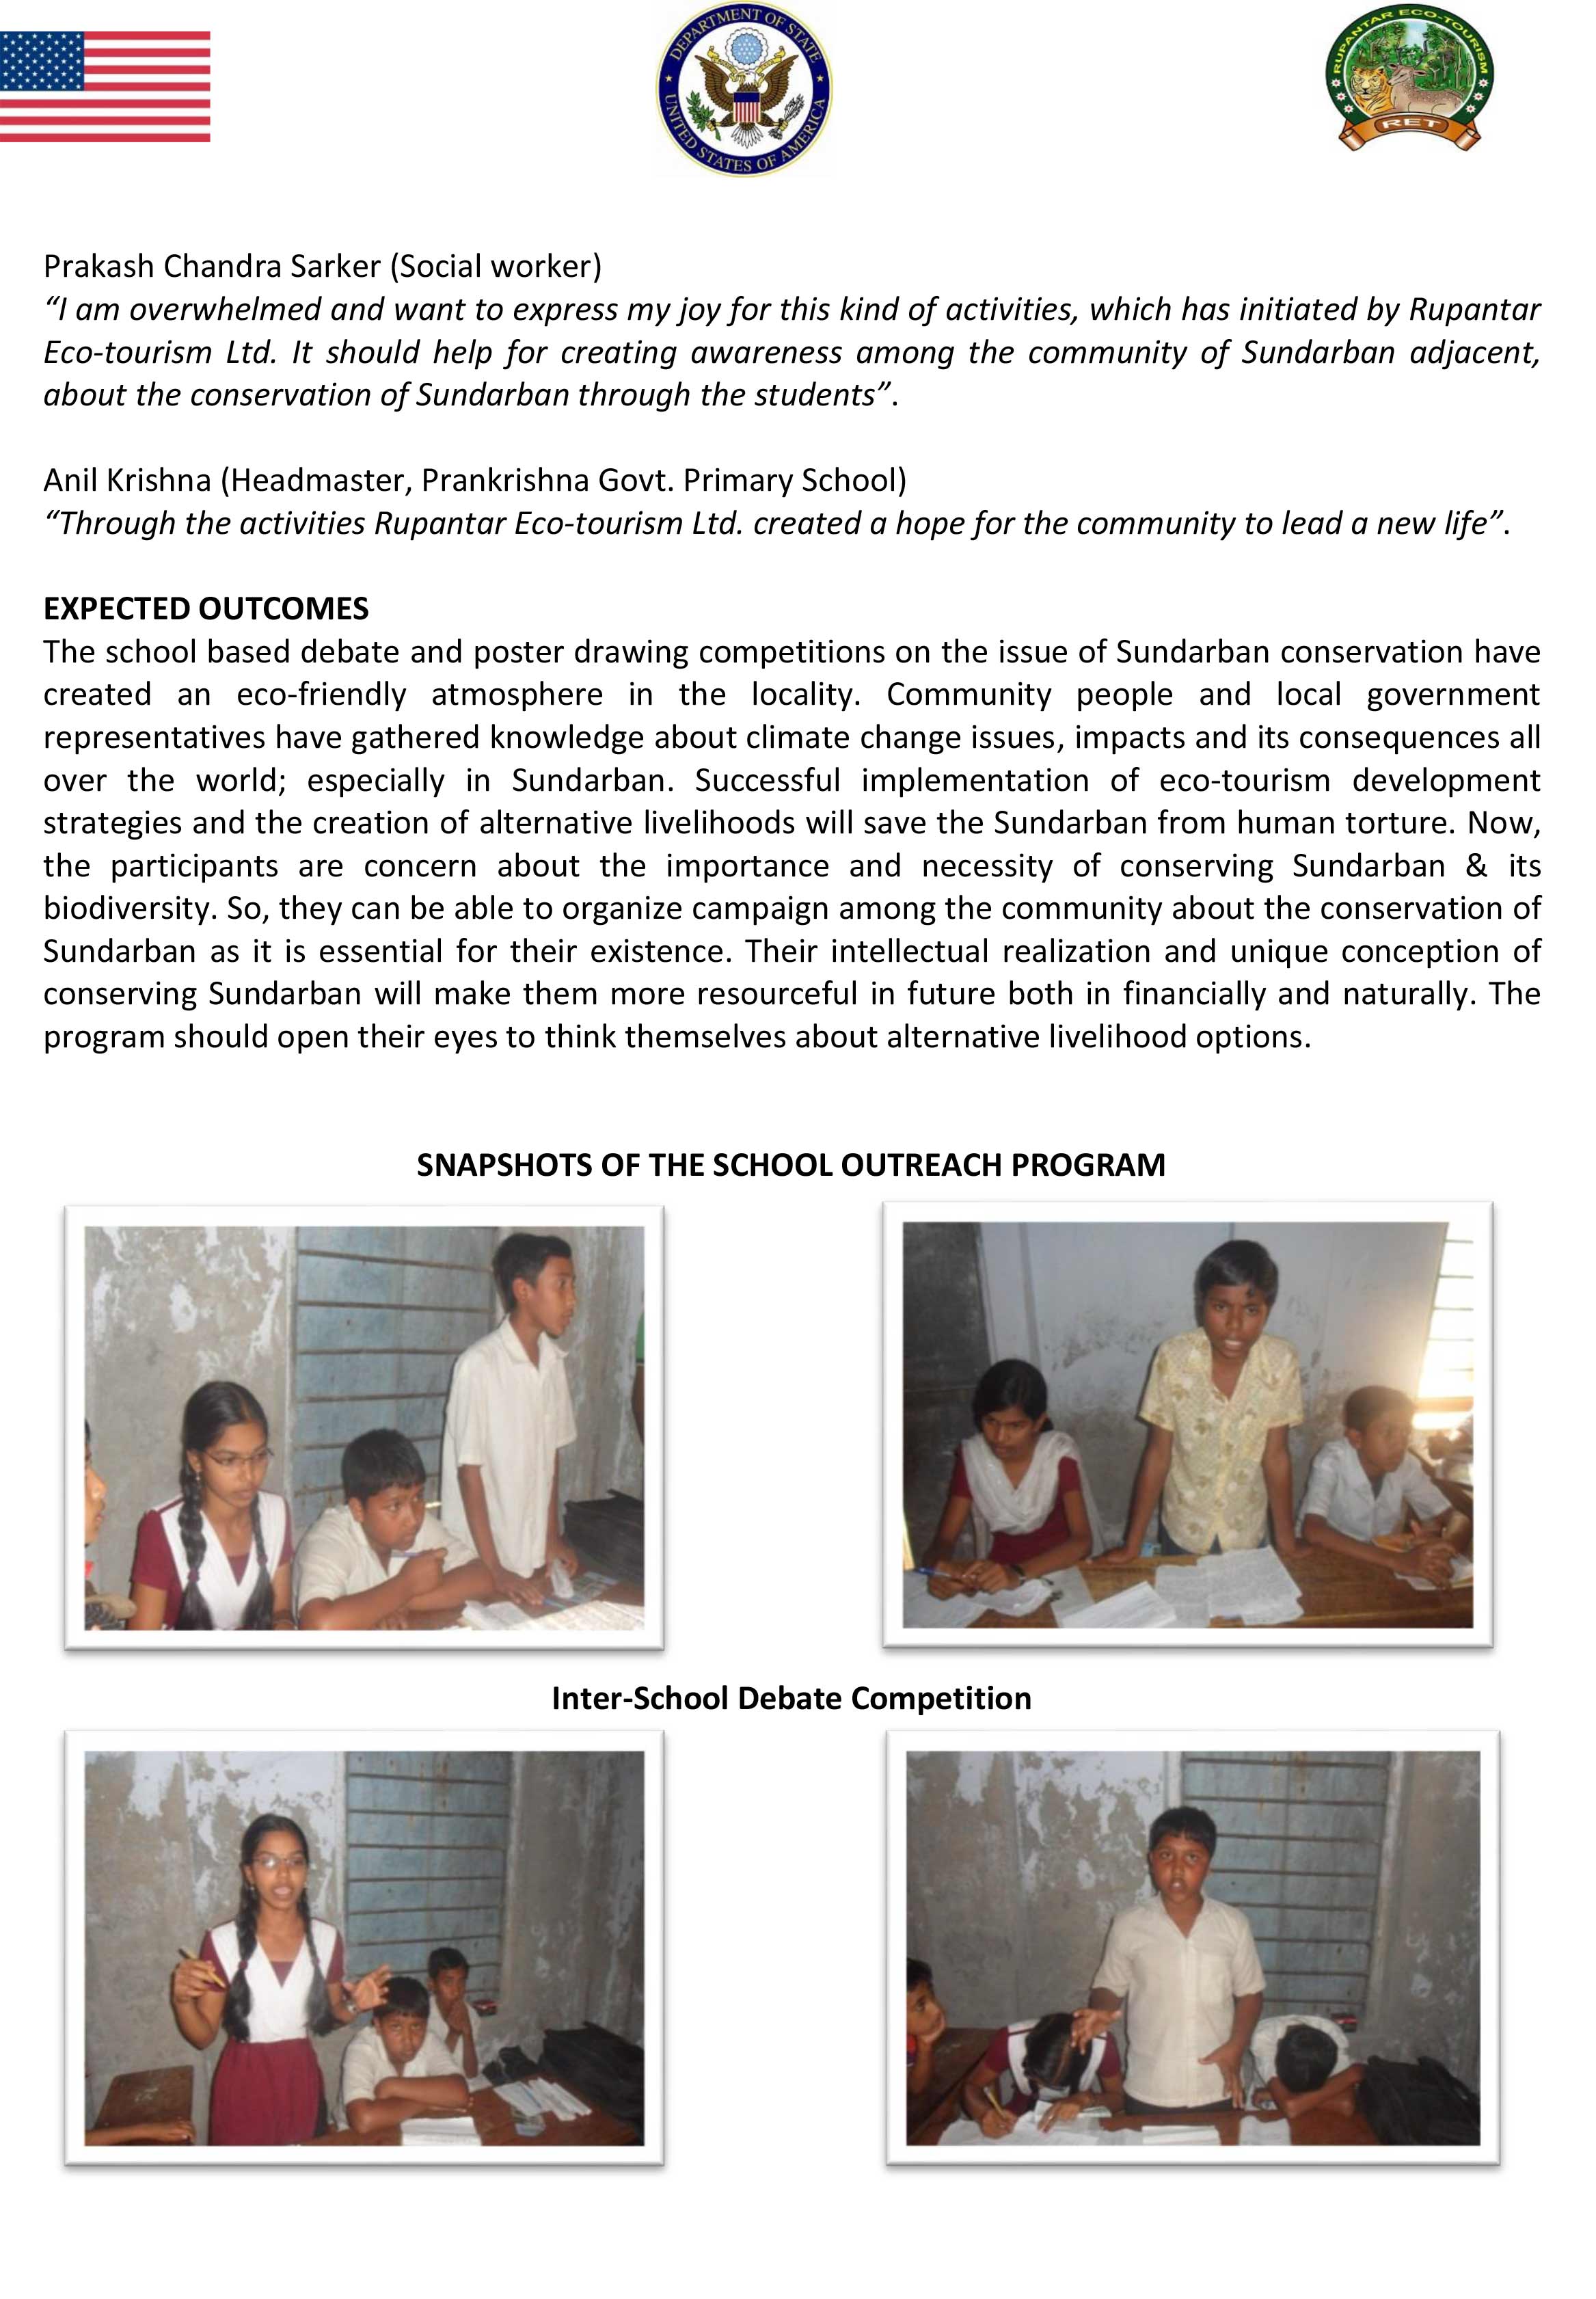 DEPARTMENT OF STATE
UNITED STATES OF AMERICA
RUPANTAR ECO-TOURISM
RET
Prakash Chandra Sarker (Social worker)
“I am overwhelmed and want to express my joy for this kind of activities, which has initiated by Rupantar
Eco-tourism Ltd. It should help for creating awareness among the community of Sundarban adjacent,
about the conservation of Sundarban through the students”.
Anil Krishna (Headmaster, Prankrishna Govt. Primary School)
“Through the activities Rupantar Eco-tourism Ltd. created a hope for the community to lead a new life”.
EXPECTED OUTCOMES
The school based debate and poster drawing competitions on the issue of Sundarban conservation have
created an eco-friendly atmosphere in the locality. Community people and local government
representatives have gathered knowledge about climate change issues, impacts and its consequences all
over the world; especially in Sundarban. Successful implementation of eco-tourism development
strategies and the creation of alternative livelihoods will save the Sundarban from human torture. Now,
the participants are concern about the importance and necessity of conserving Sundarban & its
biodiversity. So, they can be able to organize campaign among the community about the conservation of
Sundarban as it is essential for their existence. Their intellectual realization and unique conception of
conserving Sundarban will make them more resourceful in future both in financially and naturally. The
program should open their eyes to think themselves about alternative livelihood options.
SNAPSHOTS OF THE SCHOOL OUTREACH PROGRAM
Inter-School Debate Competition